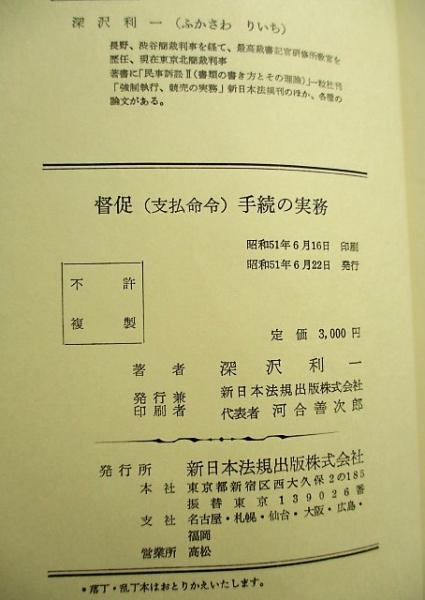 深沢利一（ふかさわ りいち）
長野、渋谷簡裁判事を経て、最高裁書記官研修所教官を
歴任、現在東京北簡裁判事
著書に「民事訴訟Ⅱ（書類の書き方とその理論）」一粒社刊
「強制執行、競売の実務」新日本法規刊のほか、各種の
論文がある。
督促（支払命令）手続の実務
昭和51年6月16日 印刷
昭和51年6月22日 発行
不許
複製
定価 3,000円
著者 深沢利一
発行兼印刷者 新日本法規出版株式会社
代表者 河合善次郎
発行所 新日本法規出版株式会社
本社 東京都新宿区西大久保2の185
振替東京139026番
支社 名古屋・札幌・仙台・大阪・広島・
福岡
営業所 高松
*落丁・乱丁本はおとりかえいたします。